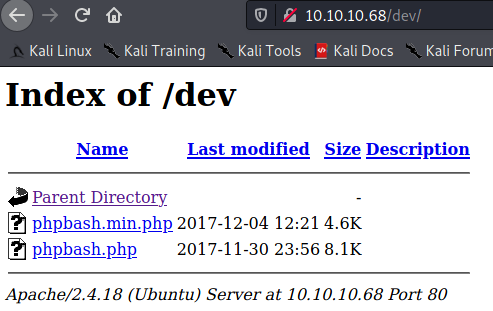 10.10.10.68/dev/
Kali Linux Kali Training Kali Tools Kali Docs Kali Forum
Index of /dev
Name Last modified Size Description
Parent Directory -
phpbash.min.php 2017-12-04 12:21 4.6K
phpbash.php 2017-11-30 23:56 8.1K
Apache/2.4.18 (Ubuntu) Server at 10.10.10.68 Port 80